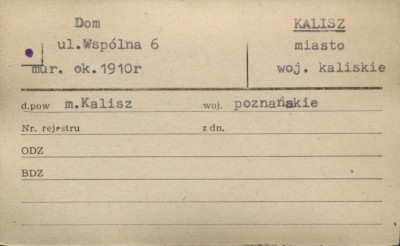 Dom
ul.Wspólna 6
mur. ok.1910r
KALISZ
miasto
woj. kaliskie
d.pow m.Kalisz woj. poznańskie
Nr. rejestru z dn.
ODZ
BDZ